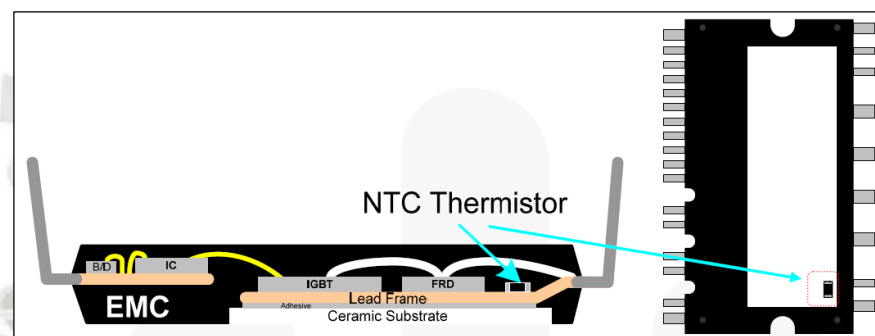 NTC Thermistor
B/D
IC
IGBT
FRD
EMC
Lead Frame
Adhesive
Ceramic Substrate